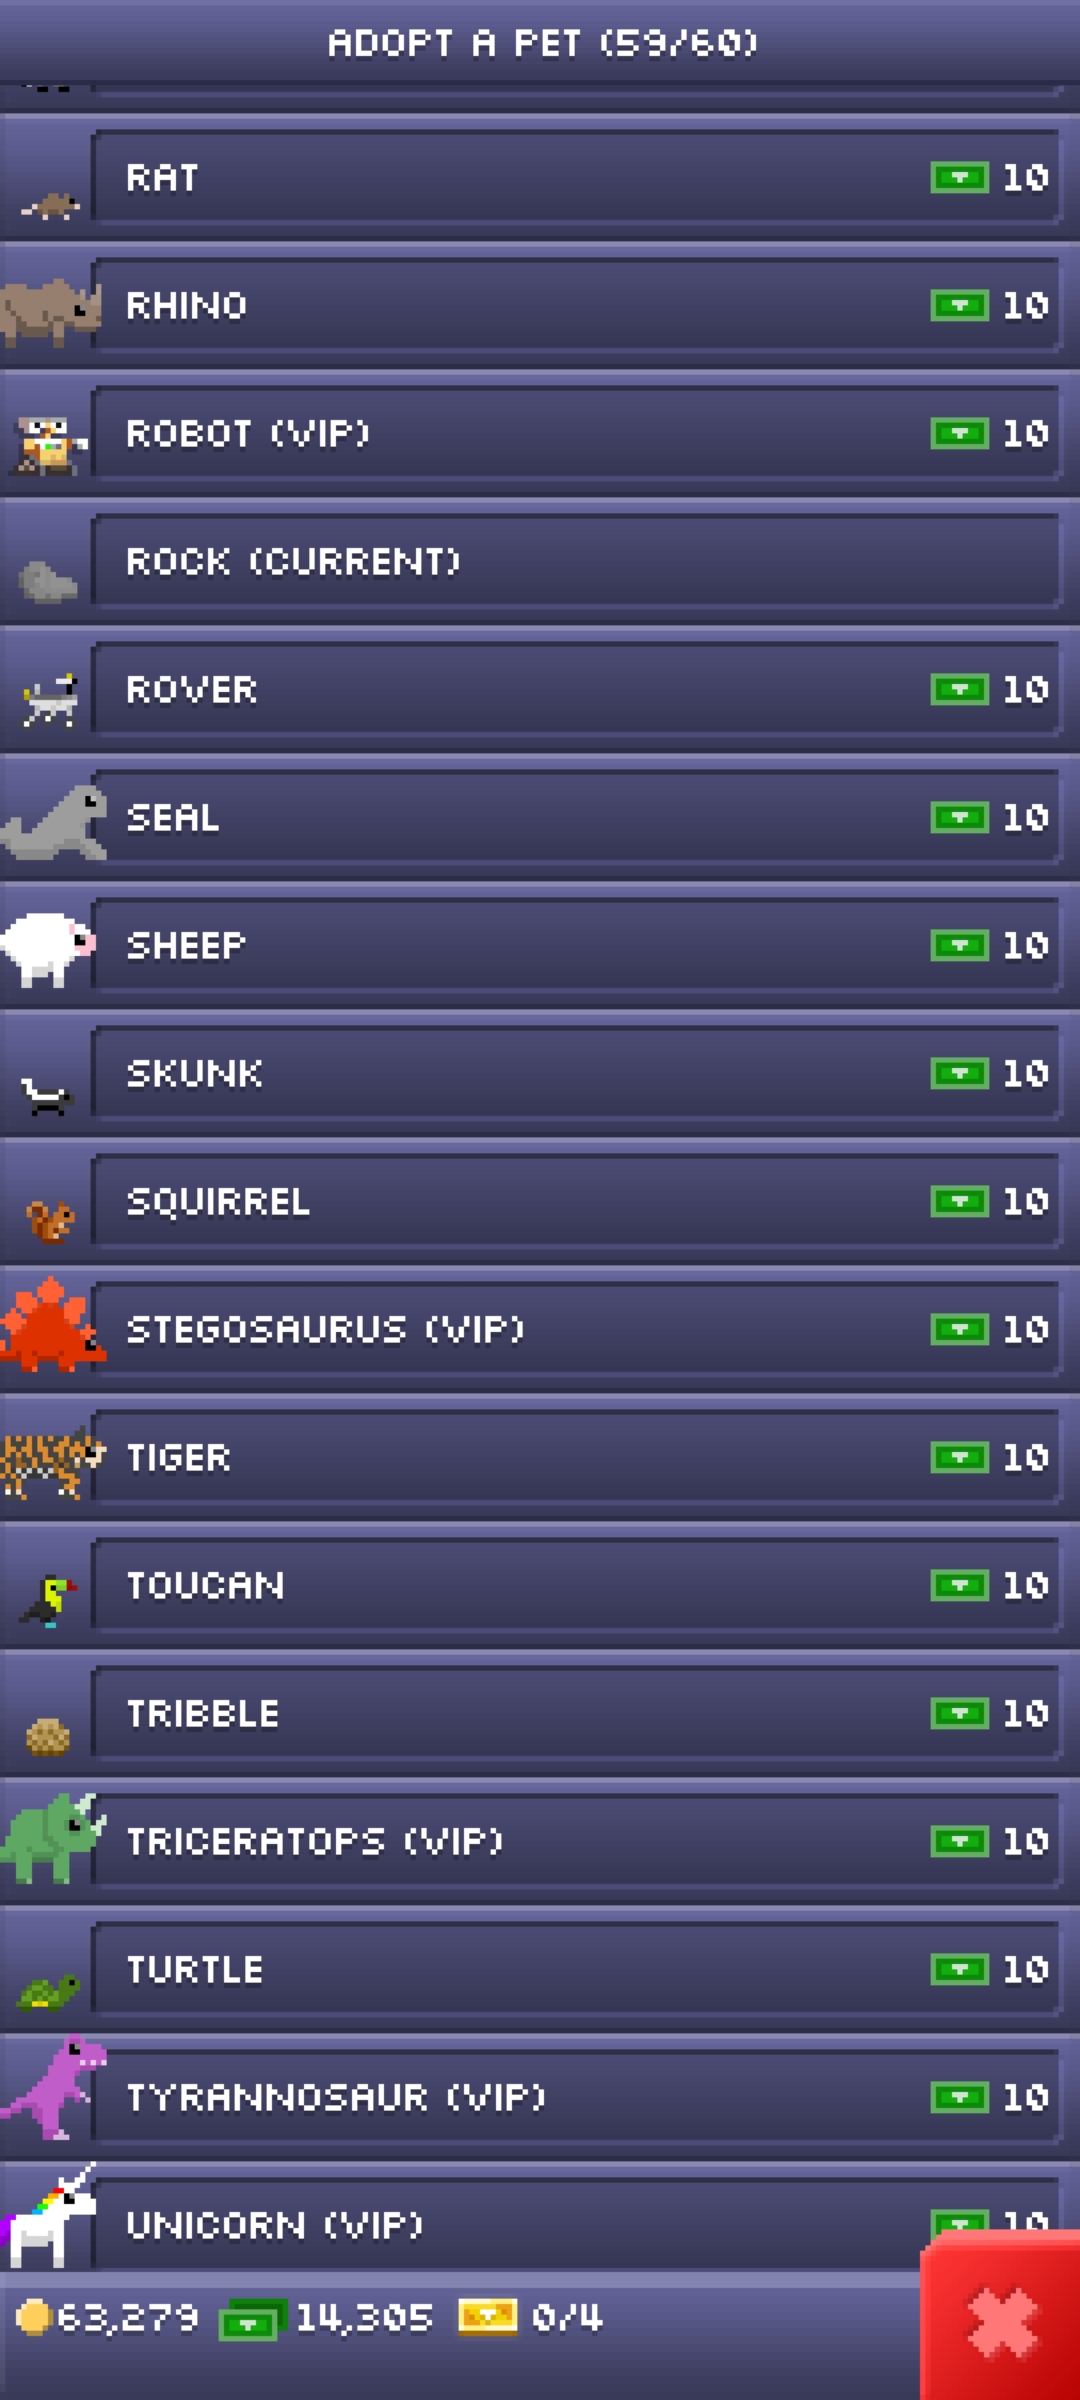 ADOPT A PET (59/60)
RAT 10
RHINO 10
ROBOT (VIP) 10
ROCK (CURRENT)
ROVER 10
SEAL 10
SHEEP 10
SKUNK 10
SQUIRREL 10
STEGOSAURUS (VIP) 10
TIGER 10
TOUCAN 10
TRIBBLE 10
TRICERATOPS (VIP) 10
TURTLE 10
TYRANNOSAUR (VIP) 10
UNICORN (VIP) 10
63,279 14,305 0/4